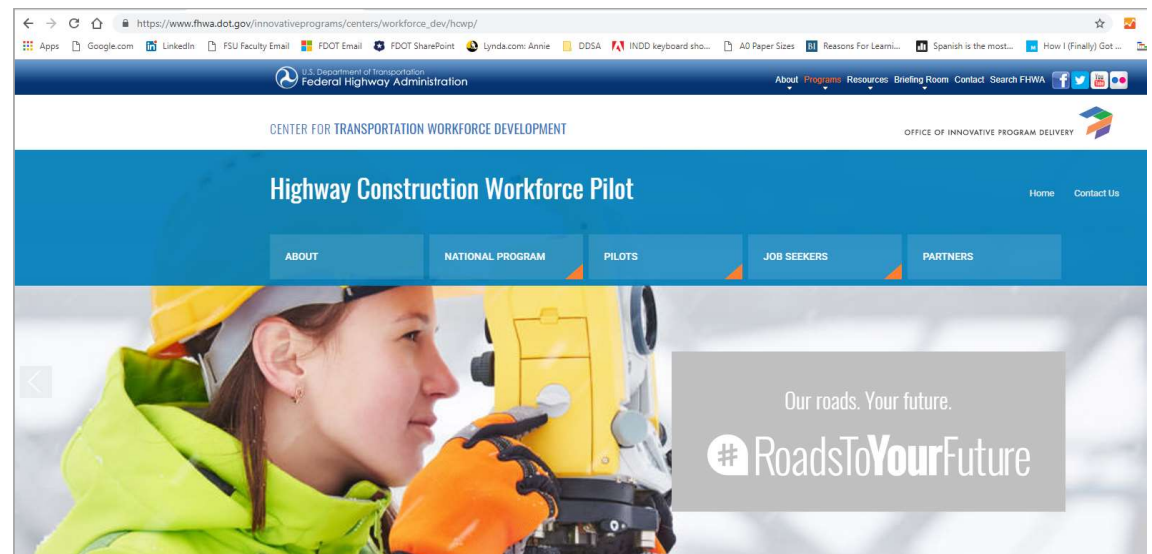 https://www.fhwa.dot.gov/innovativeprograms/centers/workforce_dev/hcwp/
Apps Google.com LinkedIn FSU Faculty Email FDOT Email FDOT SharePoint Lynda.com: Annie DDSA INDD keyboard sho... A0 Paper Sizes BI Reasons For Learni... Spanish is the most... How I (Finally) Got ...
U.S. Department of Transportation
Federal Highway Administration
About Programs Resources Briefing Room Contact Search FHWA f You Tube
CENTER FOR TRANSPORTATION WORKFORCE DEVELOPMENT
OFFICE OF INNOVATIVE PROGRAM DELIVERY
Highway Construction Workforce Pilot
Home Contact Us
ABOUT NATIONAL PROGRAM PILOTS JOB SEEKERS PARTNERS
Our roads. Your future.
# RoadsToYourFuture